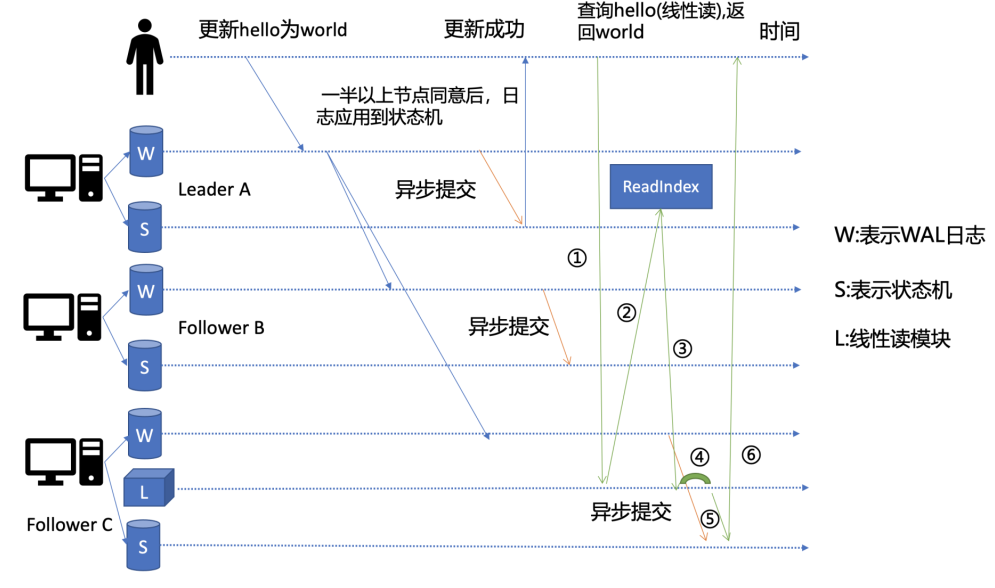 更新hello为world
更新成功
查询hello(线性读),返
回world
时间
一半以上节点同意后，日
志应用到状态机
W
Leader A
异步提交
ReadIndex
S
①
W:表示WAL日志
W
S:表示状态机
②
Follower B
异步提交
③
L:线性读模块
S
W
④
⑥
L
异步提交
⑤
Follower C
S